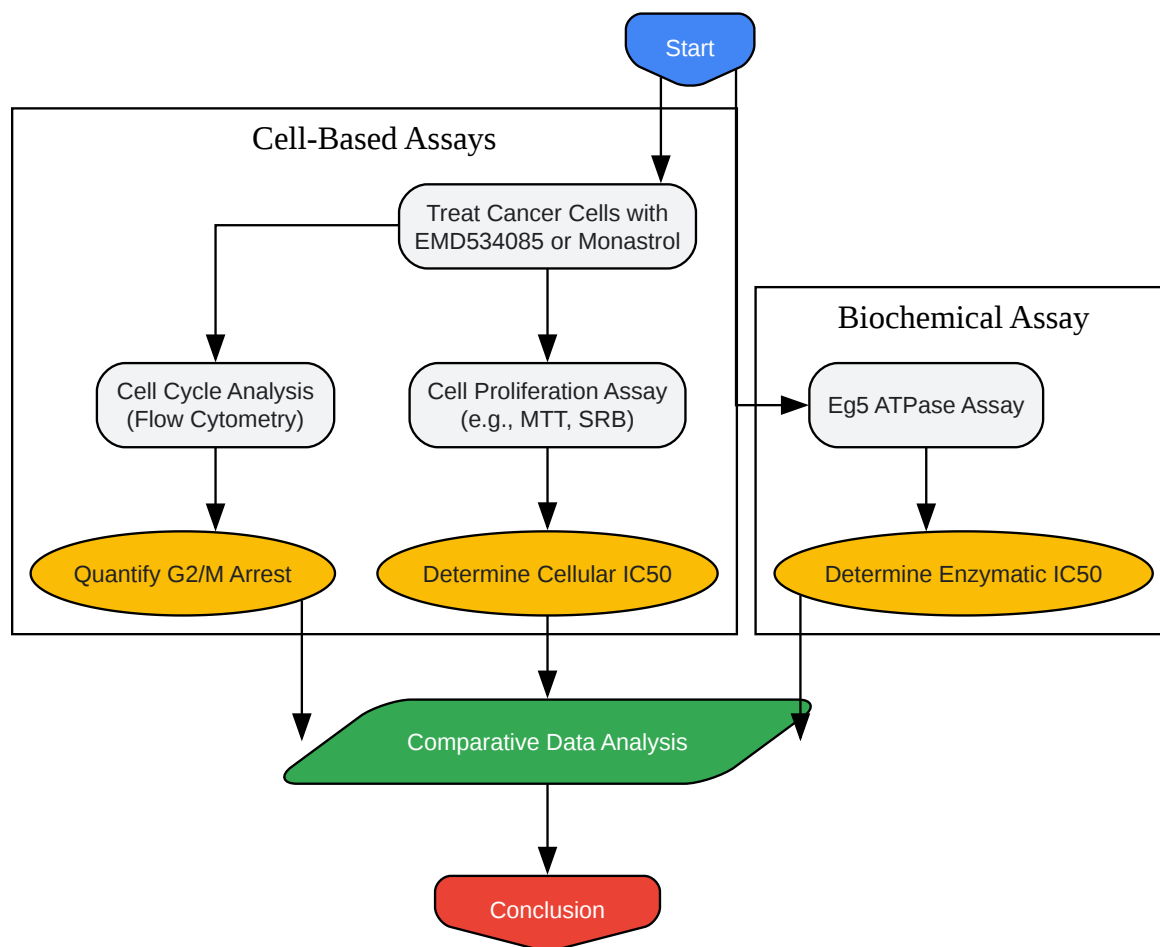 Start
Cell-Based Assays
Treat Cancer Cells with
EMD534085 or Monastrol
Biochemical Assay
Cell Cycle Analysis
(Flow Cytometry)
Cell Proliferation Assay
(e.g., MTT, SRB)
Eg5 ATPase Assay
Quantify G2/M Arrest
Determine Cellular IC50
Determine Enzymatic IC50
Comparative Data Analysis
Conclusion